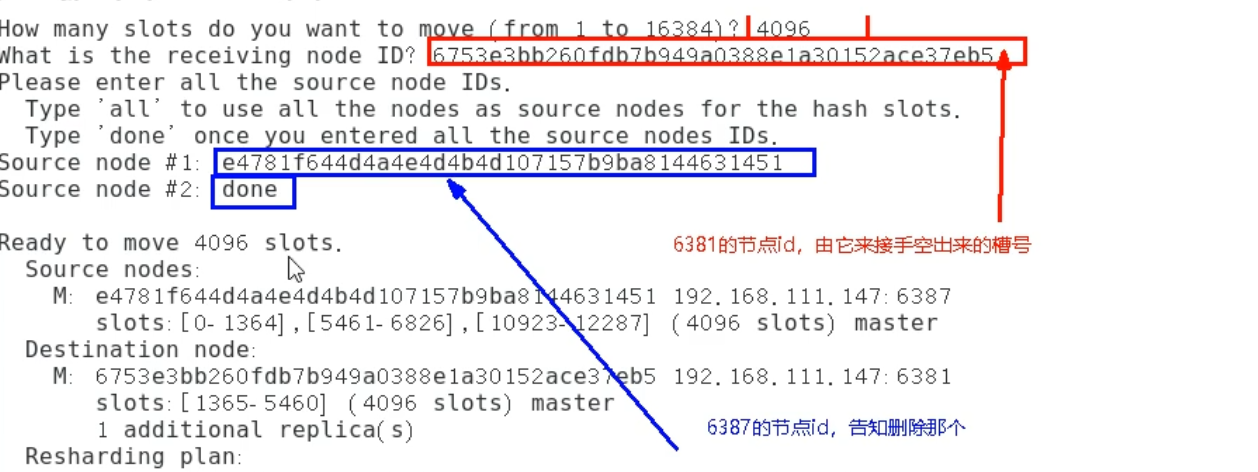 How many slots do you want to move (from 1 to 16384)? 4096
What is the receiving node ID? 6753e3bb260fdb7b949a0388e1a30152ace37eb5
Please enter all the source node IDs.
Type 'all' to use all the nodes as source nodes for the hash slots.
Type 'done' once you entered all the source nodes IDs.
Source node #1: e4781f644d4a4e4d4b4d107157b9ba8144631451
Source node #2: done
Ready to move 4096 slots.
6381的节点id，由它来接手空出来的槽号
Source nodes:
M: e4781f644d4a4e4d4b4d107157b9ba8144631451 192.168.111.147:6387
slots:[0-1364],[5461-6826],[10923-12287] (4096 slots) master
Destination node:
M: 6753e3bb260fdb7b949a0388e1a30152ace37eb5 192.168.111.147:6381
slots:[1365-5460] (4096 slots) master
1 additional replica(s)
6387的节点id，告知删除那个
Resharding plan: